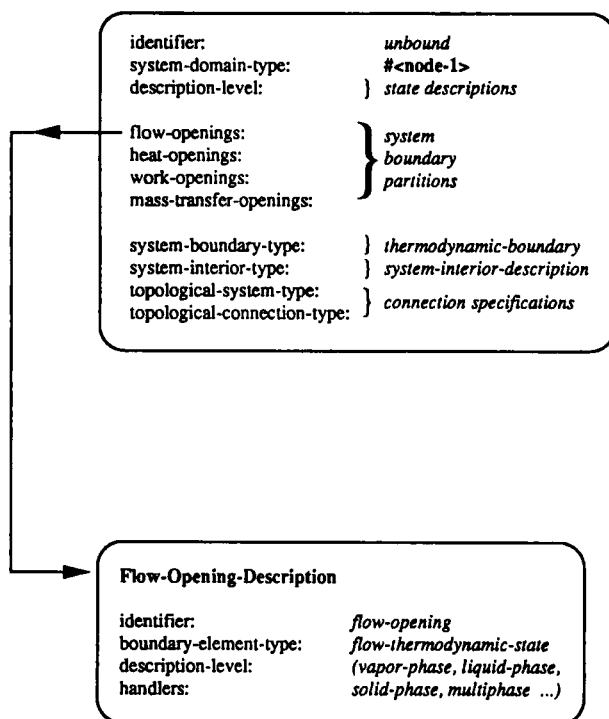 identifier: unbound
system-domain-type: #<node-1>
description-level: } state descriptions
flow-openings: system
heat-openings: } boundary
work-openings: partitions
mass-transfer-openings:
system-boundary-type: } thermodynamic-boundary
system-interior-type: } system-interior-description
topological-system-type: } connection specifications
topological-connection-type:
Flow-Opening-Description
identifier: flow-opening
boundary-element-type: flow-thermodynamic-state
description-level: (vapor-phase, liquid-phase,
handlers: solid-phase, multiphase ...)